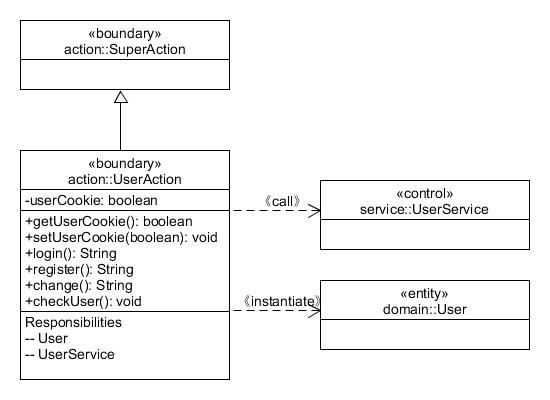 «boundary»
action::SuperAction
«boundary»
action::UserAction
-userCookie: boolean
+getUserCookie(): boolean
+setUserCookie(boolean): void
+login(): String
+register(): String
+change(): String
+checkUser(): void
Responsibilities
-- User
-- UserService
《call》
«control»
service::UserService
《instantiate》
«entity»
domain::User